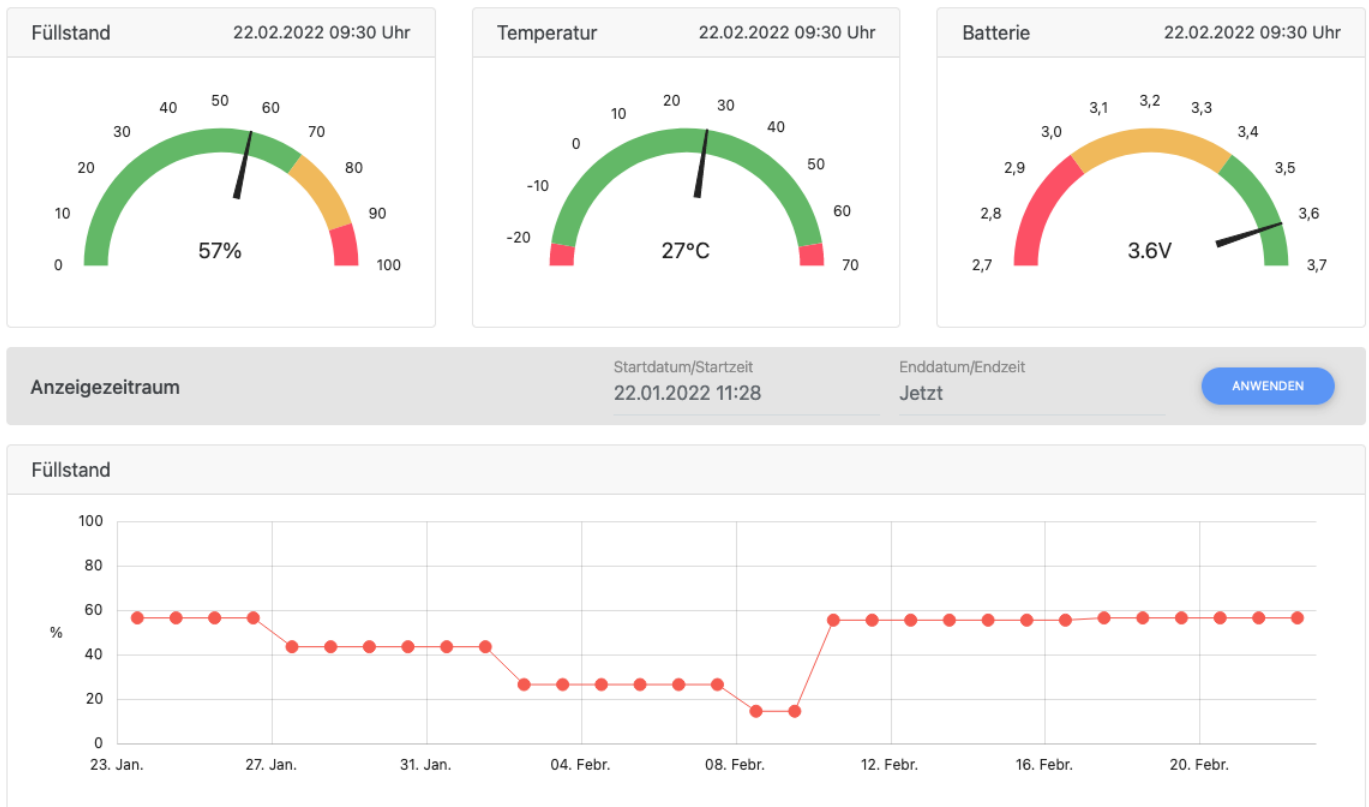 Füllstand 22.02.2022 09:30 Uhr
0 10 20 30 40 50 60 70 80 90 100
57%
Temperatur 22.02.2022 09:30 Uhr
-20 -10 0 10 20 30 40 50 60 70
27°C
Batterie 22.02.2022 09:30 Uhr
2,7 2,8 2,9 3,0 3,1 3,2 3,3 3,4 3,5 3,6 3,7
3.6V
Anzeigezeitraum
Startdatum/Startzeit
22.01.2022 11:28
Enddatum/Endzeit
Jetzt
ANWENDEN
Füllstand
100
80
60
%
40
20
0
23. Jan. 27. Jan. 31. Jan. 04. Febr. 08. Febr. 12. Febr. 16. Febr. 20. Febr.